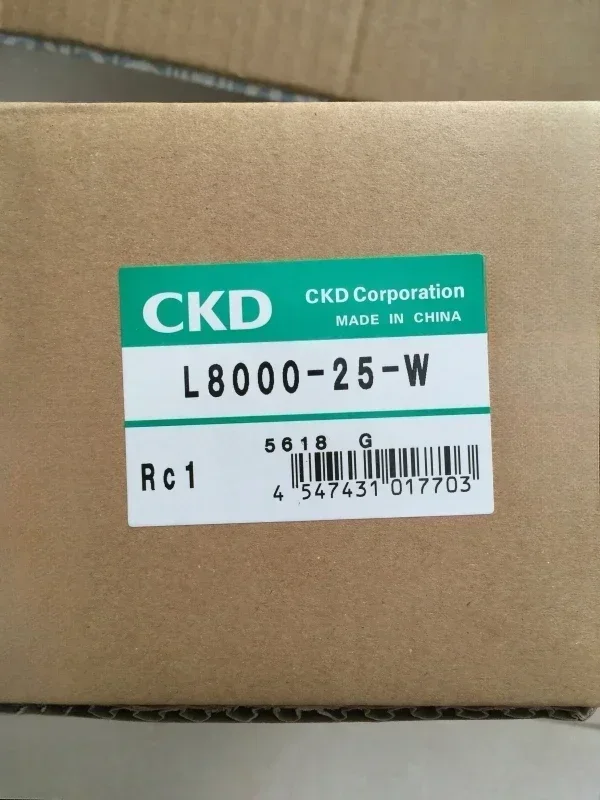 CKD
CKD Corporation
MADE IN CHINA
L8000-25-W
5618 G
Rc1
4 547431 017703